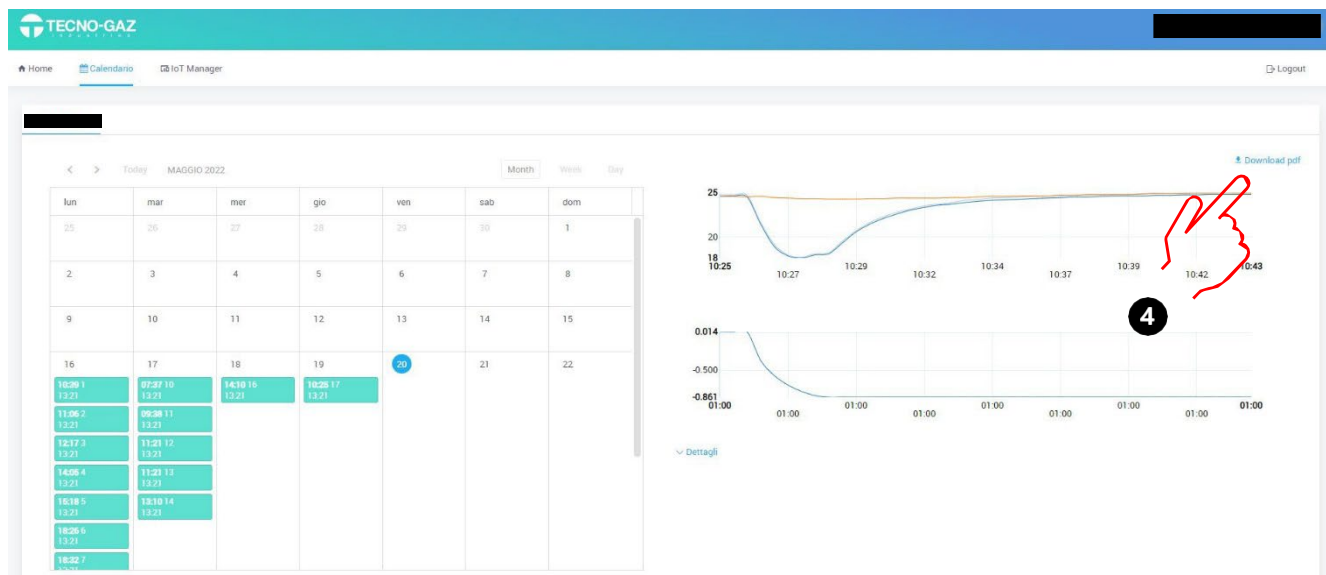 TECNO-GAZ
INDUSTRIES
Home Calendario IoT Manager Logout
Today MAGGIO 2022 Month Week Day
lun mar mer gio ven sab dom
25 26 27 28 29 30 1
2 3 4 5 6 7 8
9 10 11 12 13 14 15
16 17 18 19 20 21 22
10:39 1
13:21
11:06 2
13:21
12:17 3
13:21
14:05 4
13:21
15:18 5
13:21
18:26 6
13:21
18:32 7
07:37 10
13:21
09:38 11
13:21
11:21 12
13:21
11:21 13
13:21
13:10 14
13:21
14:10 16
13:21
10:25 17
13:21
Download pdf
25
20
18
10:25 10:27 10:29 10:32 10:34 10:37 10:39 10:42 10:43
4
0.014
-0.500
-0.861
01:00 01:00 01:00 01:00 01:00 01:00 01:00 01:00 01:00
Dettagli